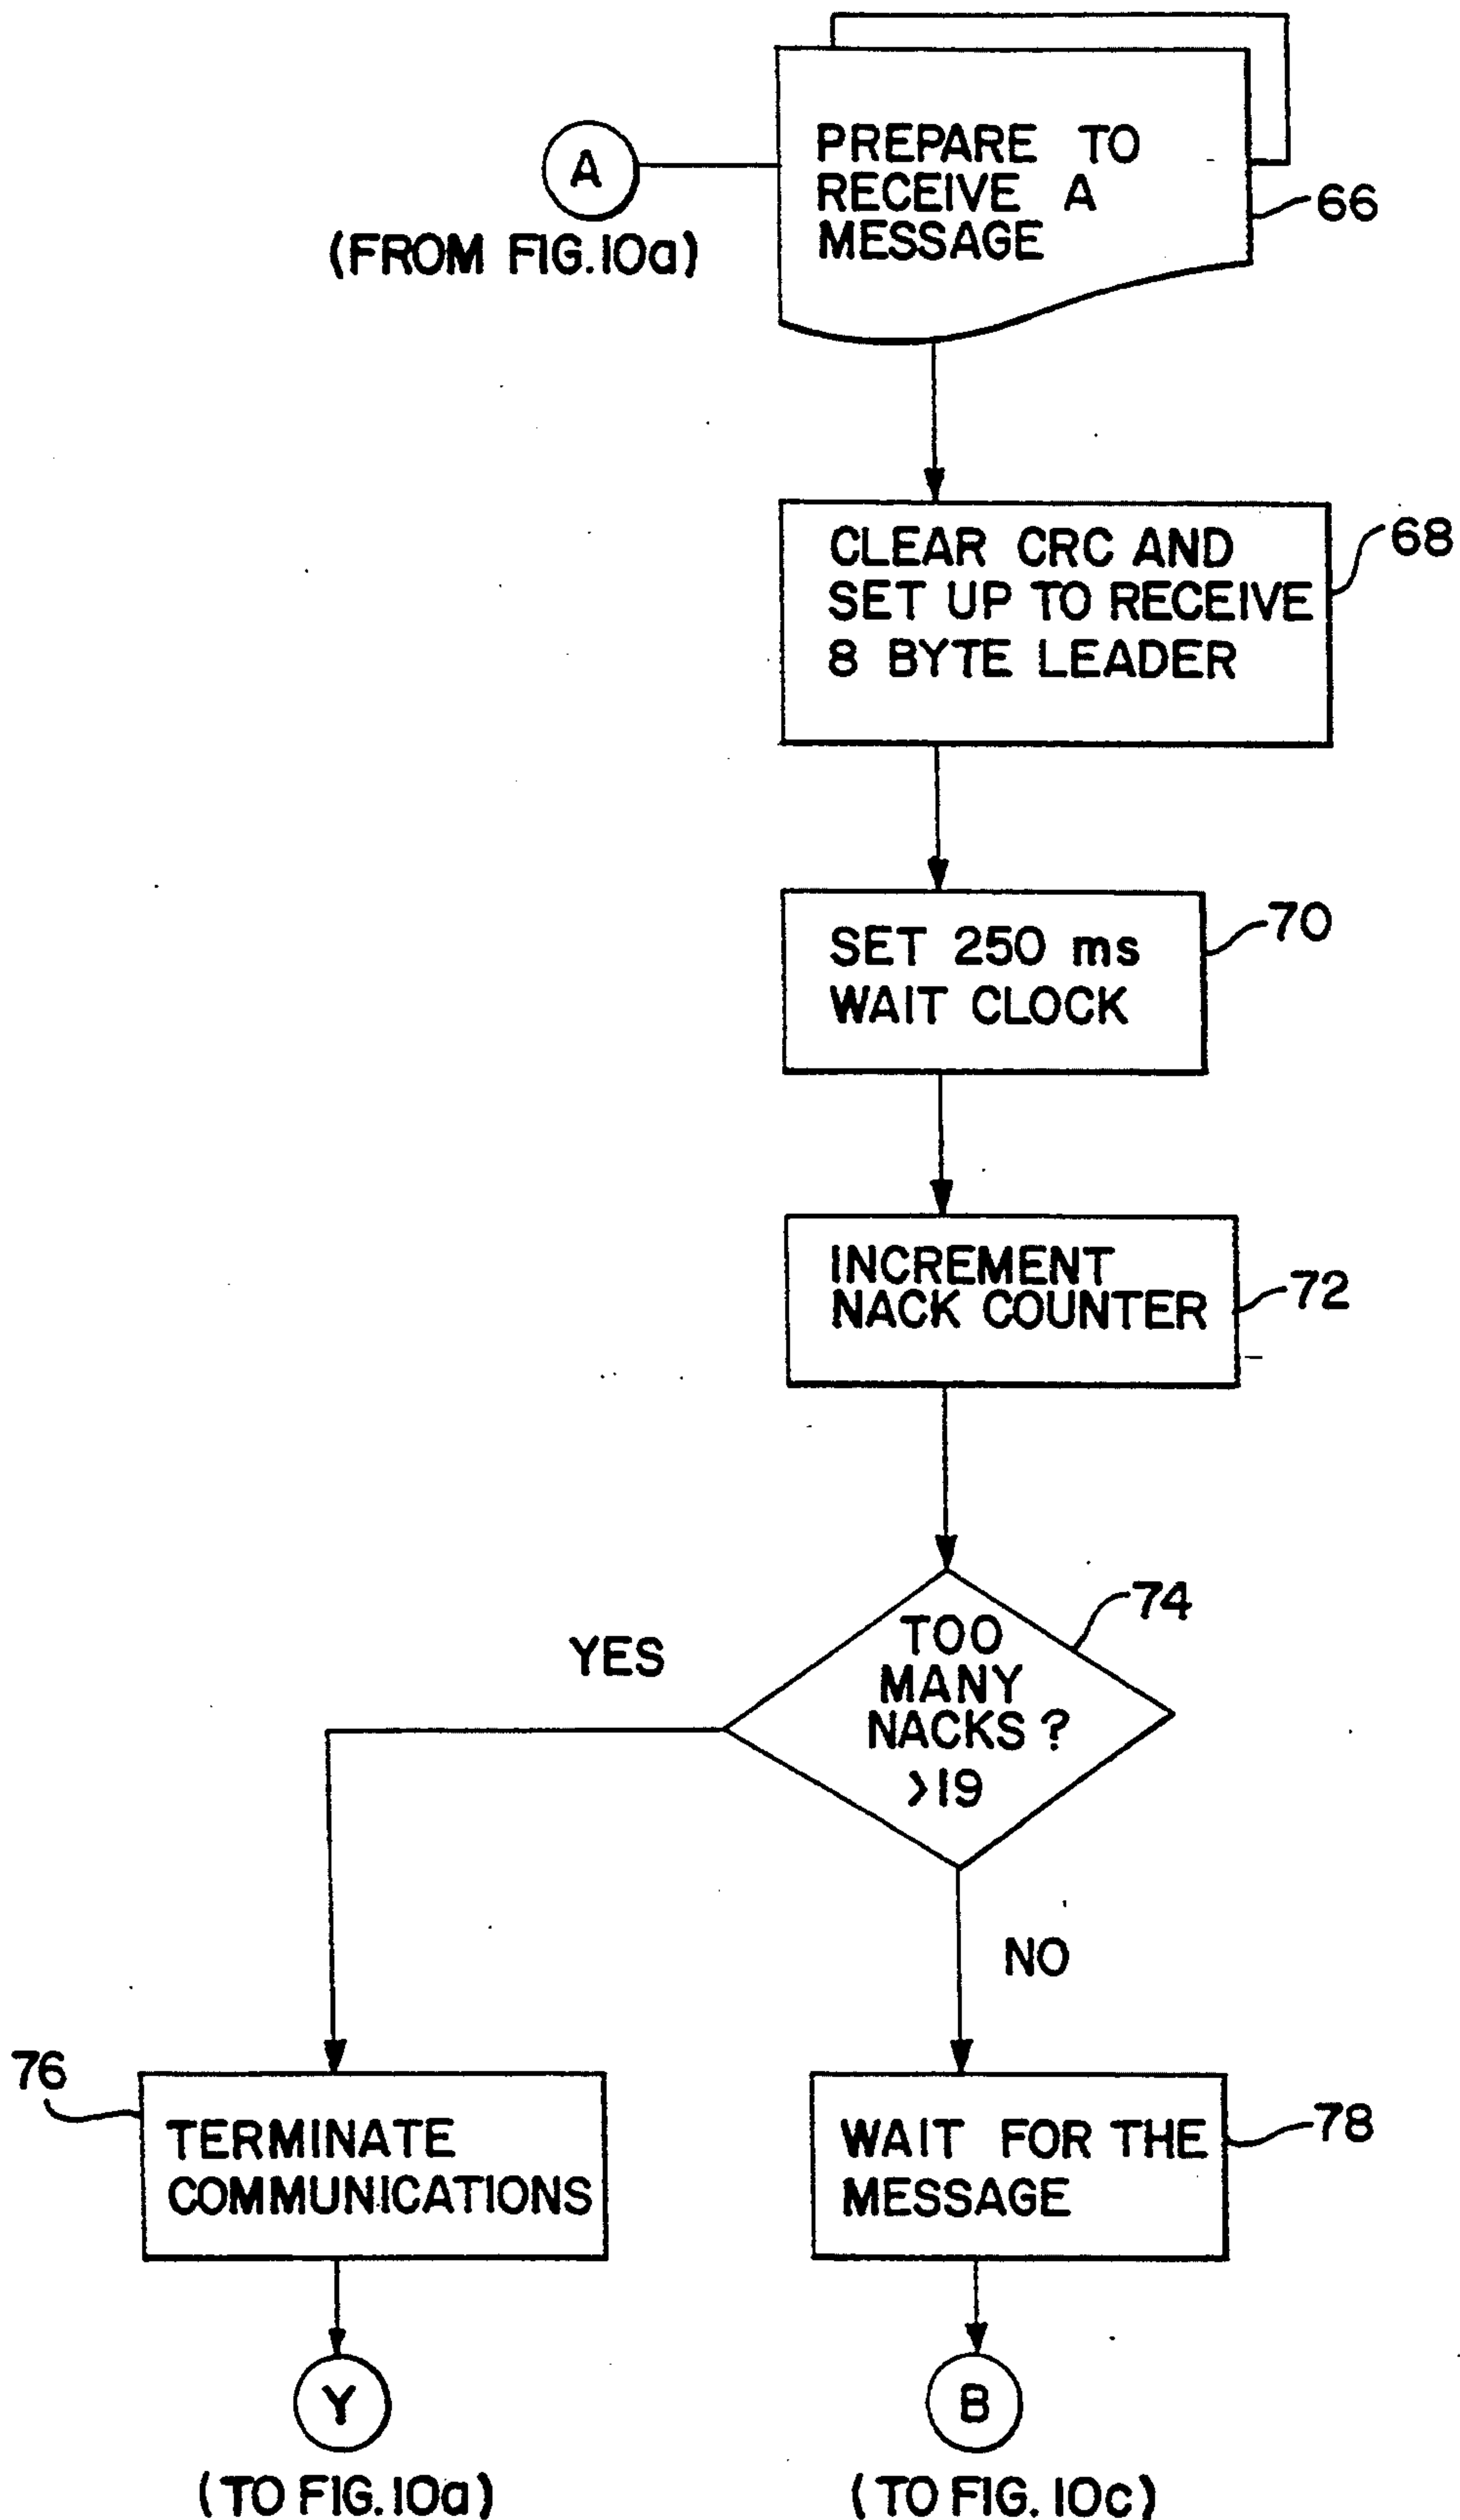 PREPARE TO
RECEIVE A
MESSAGE
66
A
(FROM FIG.10a)
CLEAR CRC AND
SET UP TO RECEIVE
8 BYTE LEADER
68
SET 250 ms
WAIT CLOCK
70
INCREMENT
NACK COUNTER
72
TOO
MANY
NACKS ?
>19
74
YES
NO
76
TERMINATE
COMMUNICATIONS
WAIT FOR THE
MESSAGE
78
Y
B
(TO FIG.10a)
(TO FIG.10c)